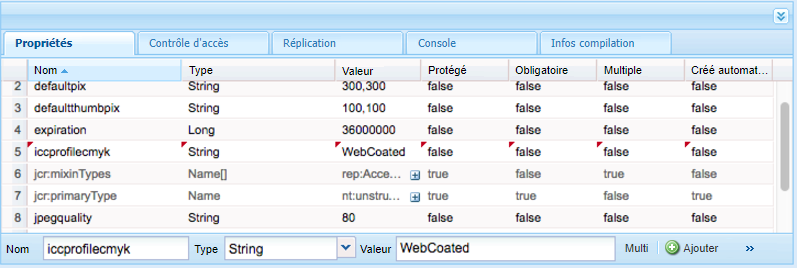 Propriétés Contrôle d'accès Réplication Console Infos compilation
Nom Type Valeur Protégé Obligatoire Multiple Créé automat...
2 defaultpix String 300,300 false false false false
3 defaultthumbpix String 100,100 false false false false
4 expiration Long 36000000 false false false false
5 iccprofilecmyk String WebCoated false false false false
6 jcr:mixinTypes Name[] rep:Acce... true false true false
7 jcr:primaryType Name nt:unstru... true true false true
8 jpegquality String 80 false false false false
Nom iccprofilecmyk Type String Valeur WebCoated Multi Ajouter »